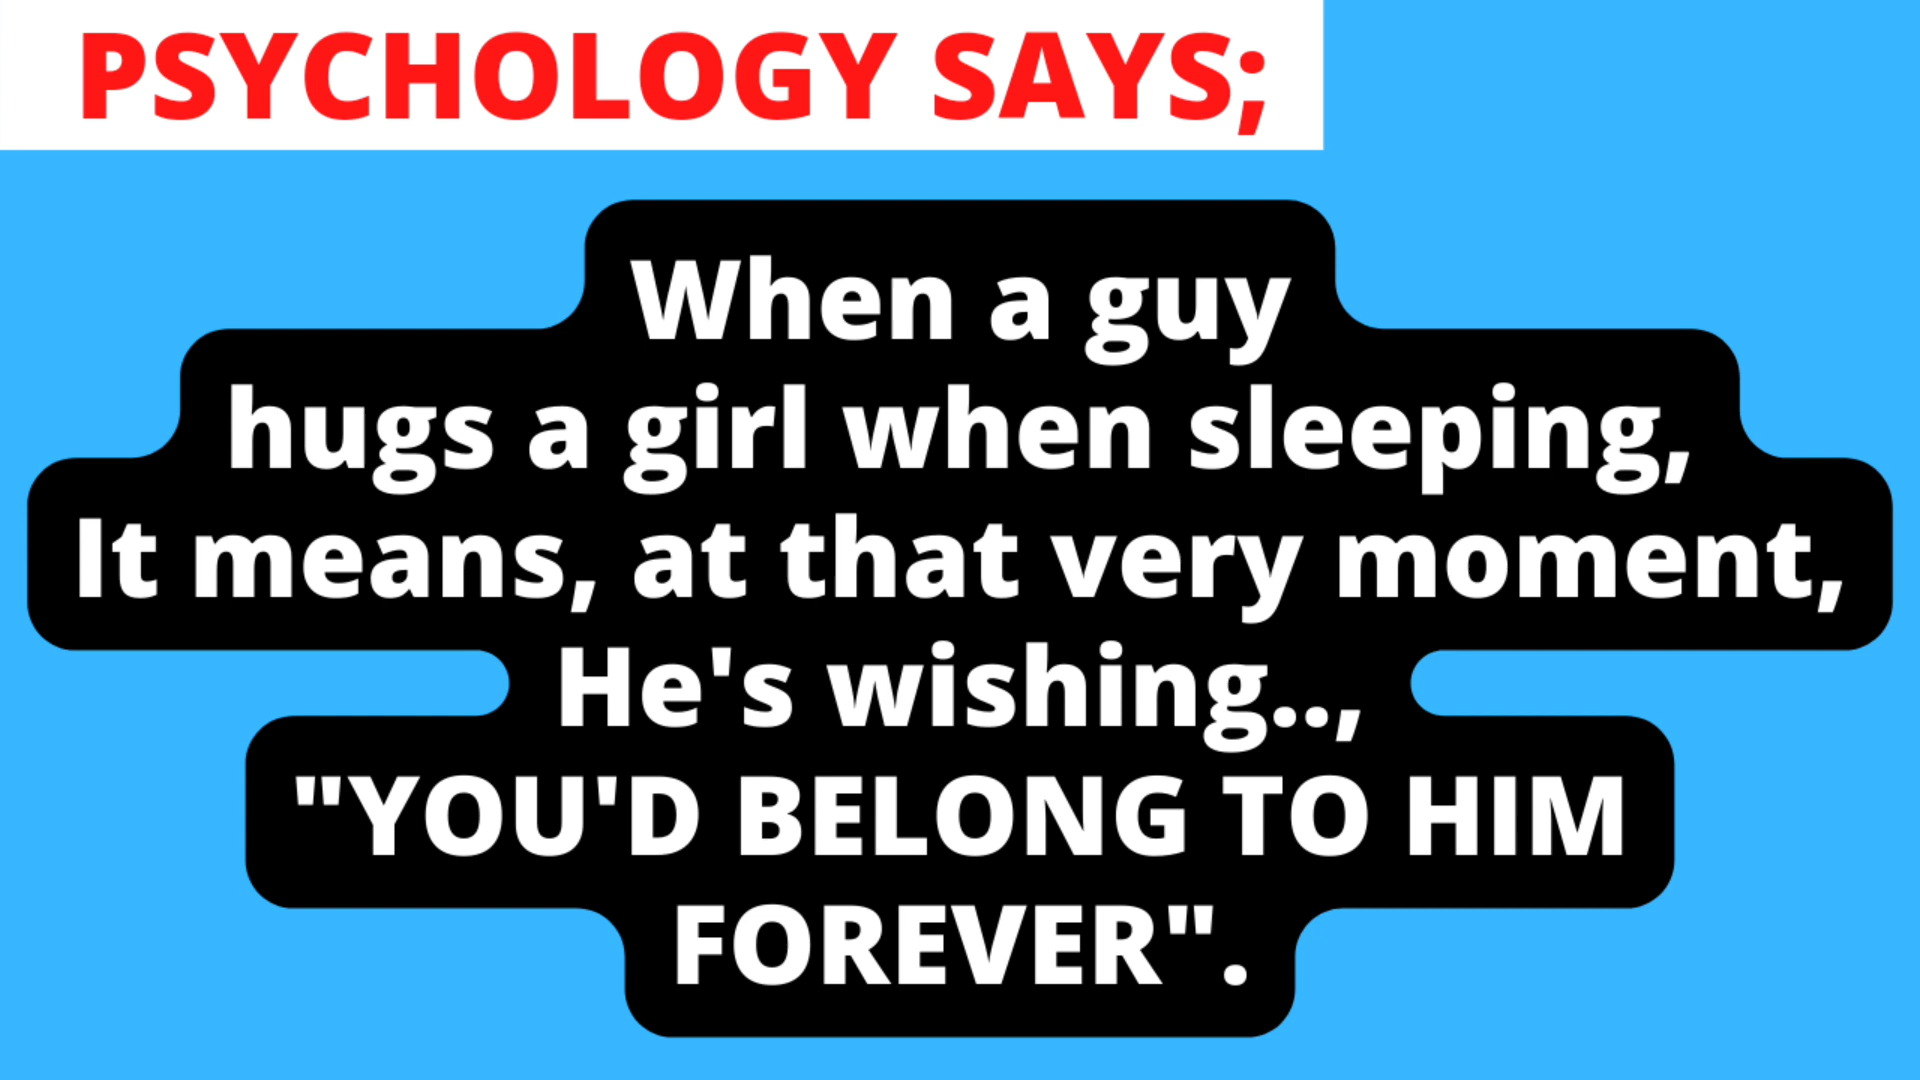 PSYCHOLOGY SAYS;
When a guy
hugs a girl when sleeping,
It means, at that very moment,
He's wishing..,
"YOU'D BELONG TO HIM
FOREVER".